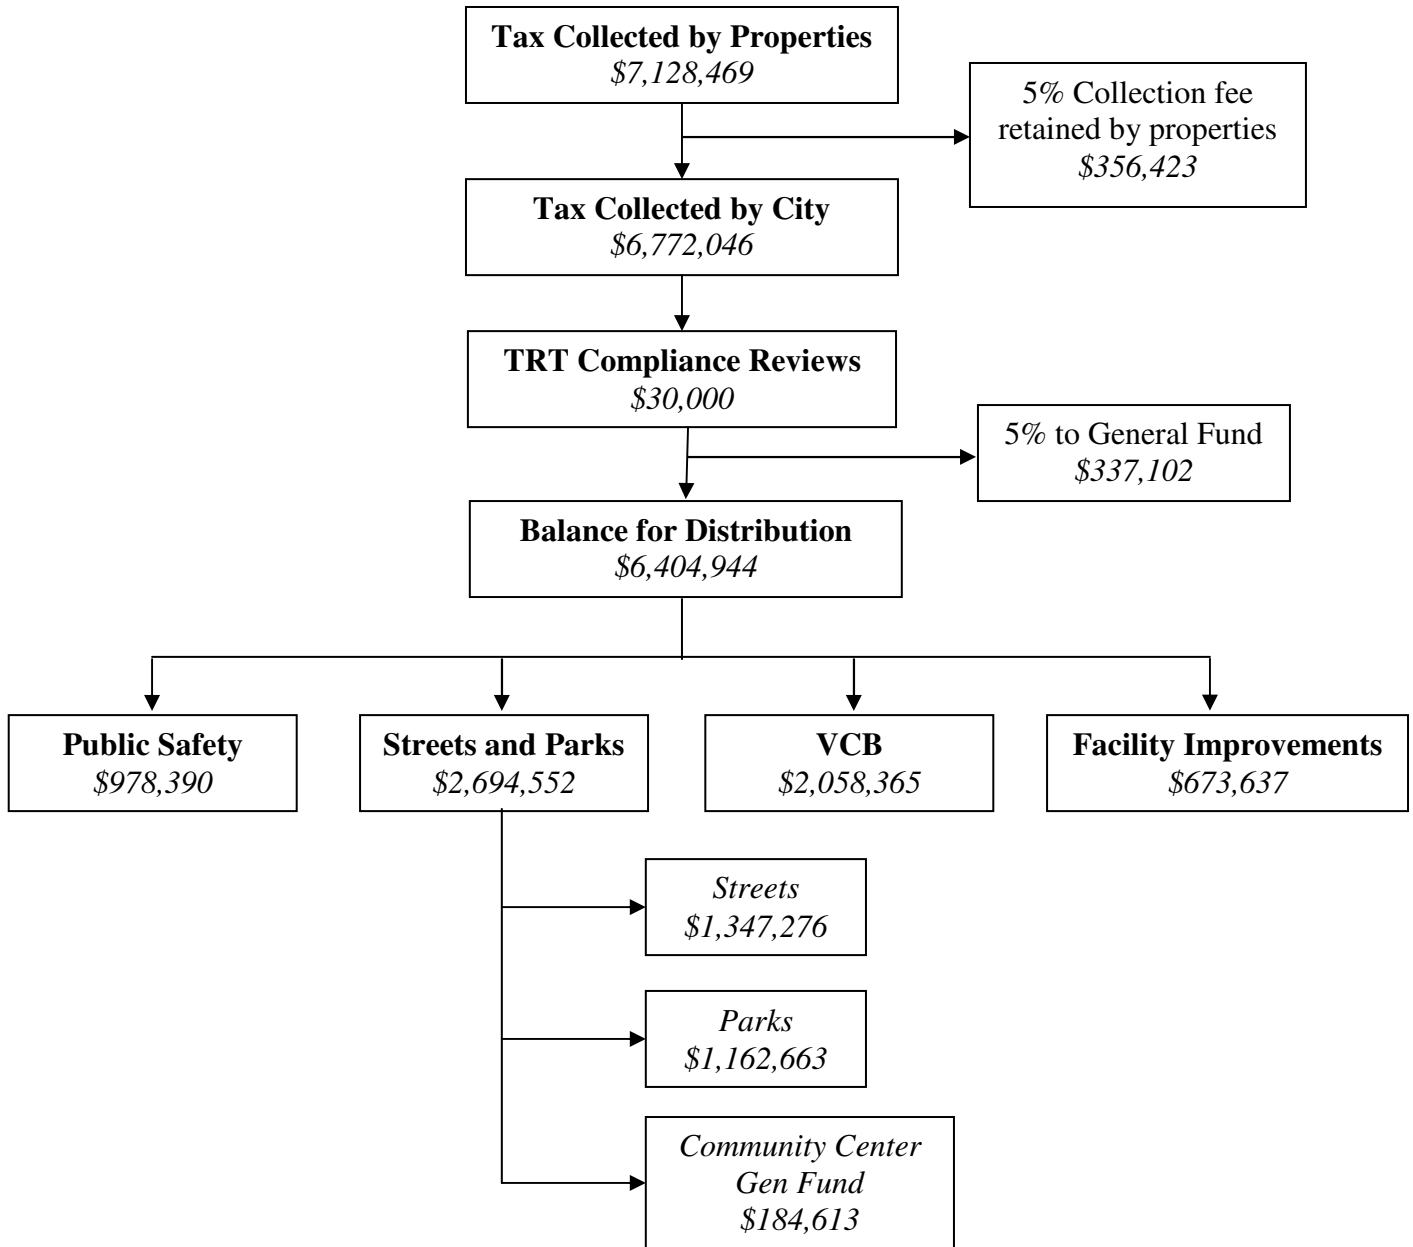 Tax Collected by Properties
$7,128,469
5% Collection fee
retained by properties
$356,423
Tax Collected by City
$6,772,046
TRT Compliance Reviews
$30,000
5% to General Fund
$337,102
Balance for Distribution
$6,404,944
Public Safety
$978,390
Streets and Parks
$2,694,552
VCB
$2,058,365
Facility Improvements
$673,637
Streets
$1,347,276
Parks
$1,162,663
Community Center
Gen Fund
$184,613